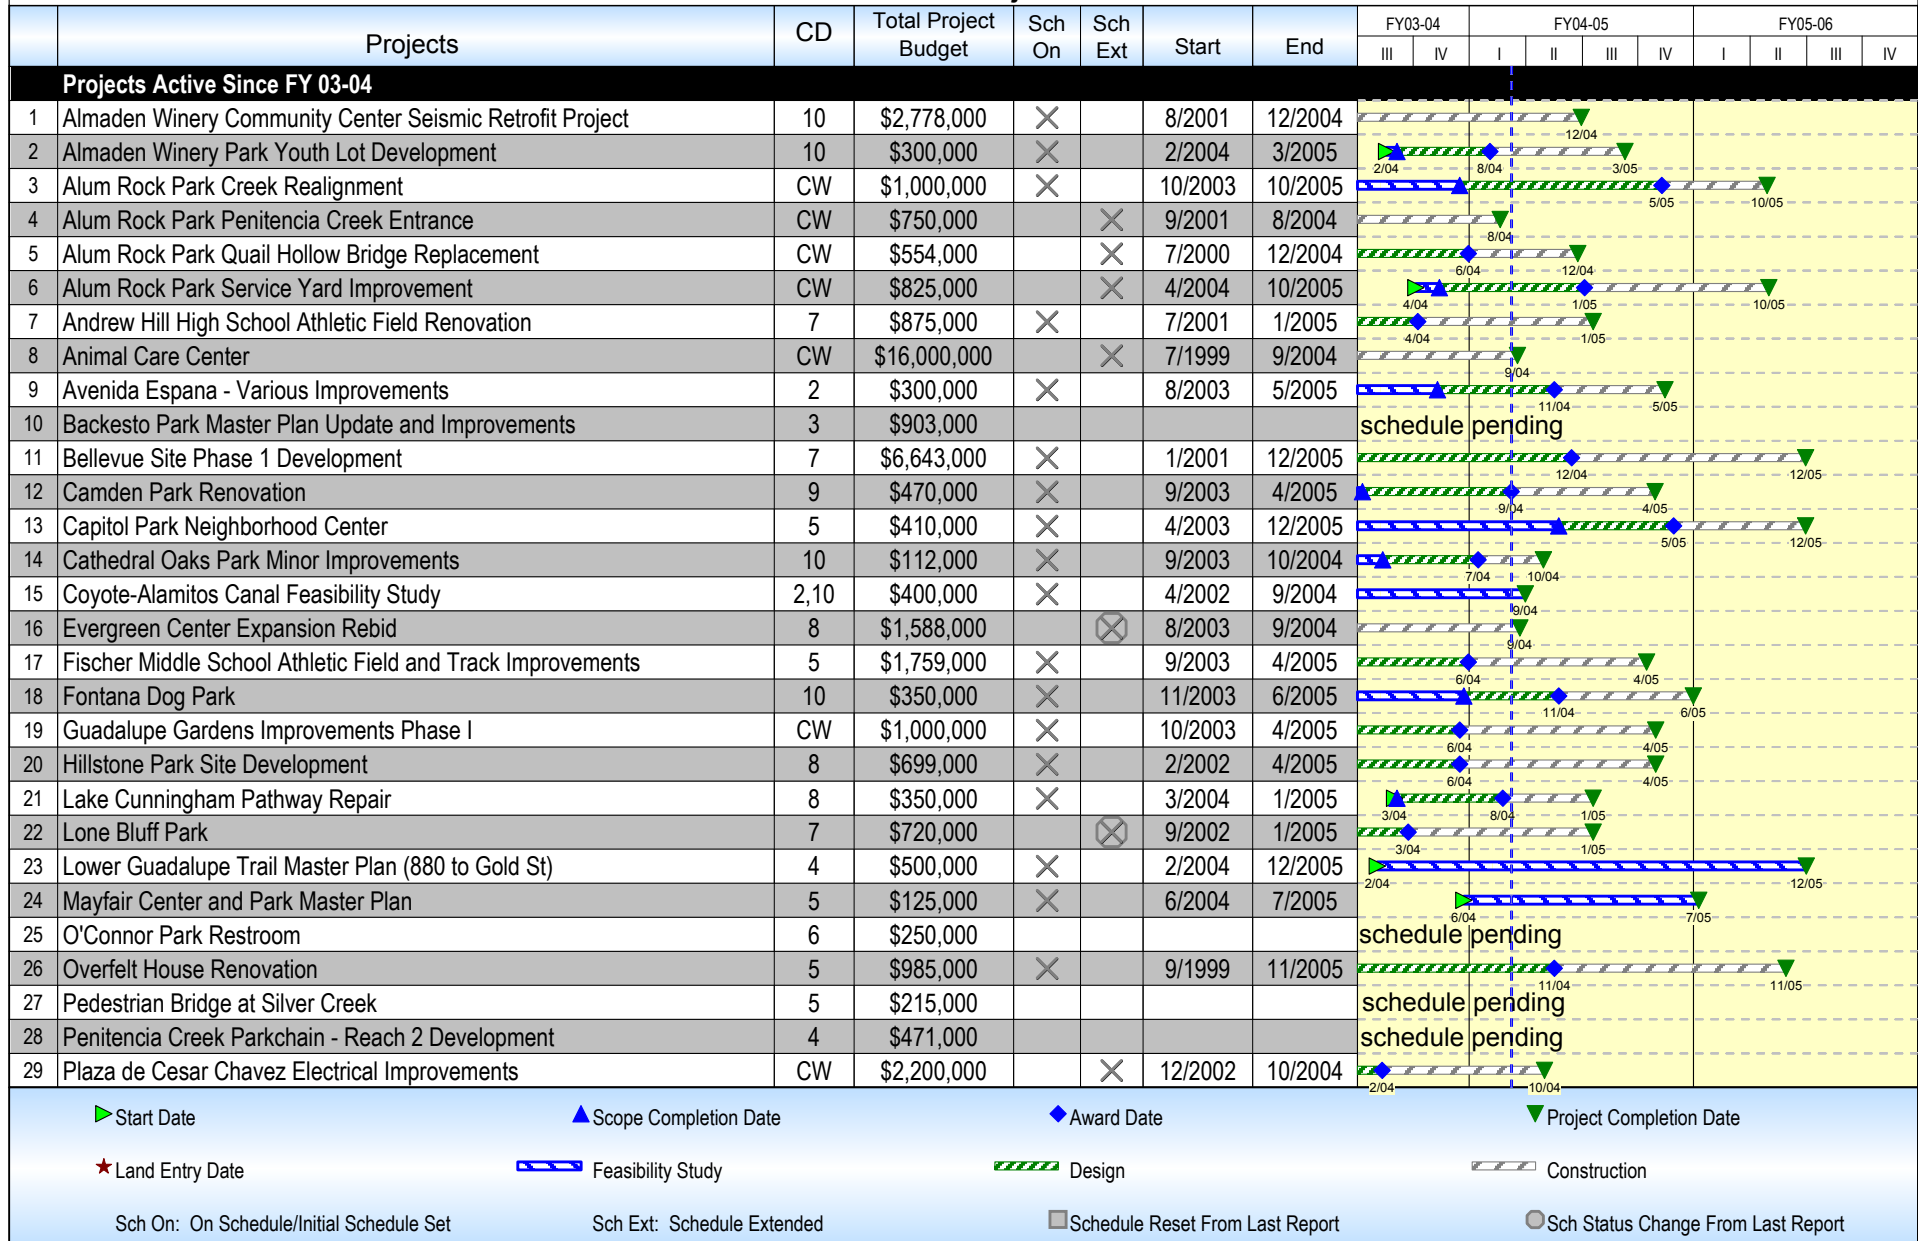 Projects CD Total Project Budget Sch On Sch Ext Start End FY03-04 FY04-05 FY05-06
III IV I II III IV I II III IV
Projects Active Since FY 03-04
1 Almaden Winery Community Center Seismic Retrofit Project 10 $2,778,000 8/2001 12/2004 12/04
2 Almaden Winery Park Youth Lot Development 10 $300,000 2/2004 3/2005 2/04 8/04 3/05
3 Alum Rock Park Creek Realignment CW $1,000,000 10/2003 10/2005 5/05 10/05
4 Alum Rock Park Penitencia Creek Entrance CW $750,000 9/2001 8/2004 8/04
5 Alum Rock Park Quail Hollow Bridge Replacement CW $554,000 7/2000 12/2004 6/04 12/04
6 Alum Rock Park Service Yard Improvement CW $825,000 4/2004 10/2005 4/04 1/05 10/05
7 Andrew Hill High School Athletic Field Renovation 7 $875,000 7/2001 1/2005 4/04 1/05
8 Animal Care Center CW $16,000,000 7/1999 9/2004 9/04
9 Avenida Espana - Various Improvements 2 $300,000 8/2003 5/2005 11/04 5/05
10 Backesto Park Master Plan Update and Improvements 3 $903,000 schedule pending
11 Bellevue Site Phase 1 Development 7 $6,643,000 1/2001 12/2005 12/04 12/05
12 Camden Park Renovation 9 $470,000 9/2003 4/2005 9/04 4/05
13 Capitol Park Neighborhood Center 5 $410,000 4/2003 12/2005 5/05 12/05
14 Cathedral Oaks Park Minor Improvements 10 $112,000 9/2003 10/2004 7/04 10/04
15 Coyote-Alamitos Canal Feasibility Study 2,10 $400,000 4/2002 9/2004 9/04
16 Evergreen Center Expansion Rebid 8 $1,588,000 8/2003 9/2004 9/04
17 Fischer Middle School Athletic Field and Track Improvements 5 $1,759,000 9/2003 4/2005 6/04 4/05
18 Fontana Dog Park 10 $350,000 11/2003 6/2005 11/04 6/05
19 Guadalupe Gardens Improvements Phase I CW $1,000,000 10/2003 4/2005 6/04 4/05
20 Hillstone Park Site Development 8 $699,000 2/2002 4/2005 6/04 4/05
21 Lake Cunningham Pathway Repair 8 $350,000 3/2004 1/2005 3/04 8/04 1/05
22 Lone Bluff Park 7 $720,000 9/2002 1/2005 3/04 1/05
23 Lower Guadalupe Trail Master Plan (880 to Gold St) 4 $500,000 2/2004 12/2005 2/04 12/05
24 Mayfair Center and Park Master Plan 5 $125,000 6/2004 7/2005 6/04 7/05
25 O'Connor Park Restroom 6 $250,000 schedule pending
26 Overfelt House Renovation 5 $985,000 9/1999 11/2005 11/04 11/05
27 Pedestrian Bridge at Silver Creek 5 $215,000 schedule pending
28 Penitencia Creek Parkchain - Reach 2 Development 4 $471,000 schedule pending
29 Plaza de Cesar Chavez Electrical Improvements CW $2,200,000 12/2002 10/2004 2/04 10/04
Start Date Scope Completion Date Award Date Project Completion Date
Land Entry Date Feasibility Study Design Construction
Sch On: On Schedule/Initial Schedule Set Sch Ext: Schedule Extended Schedule Reset From Last Report Sch Status Change From Last Report